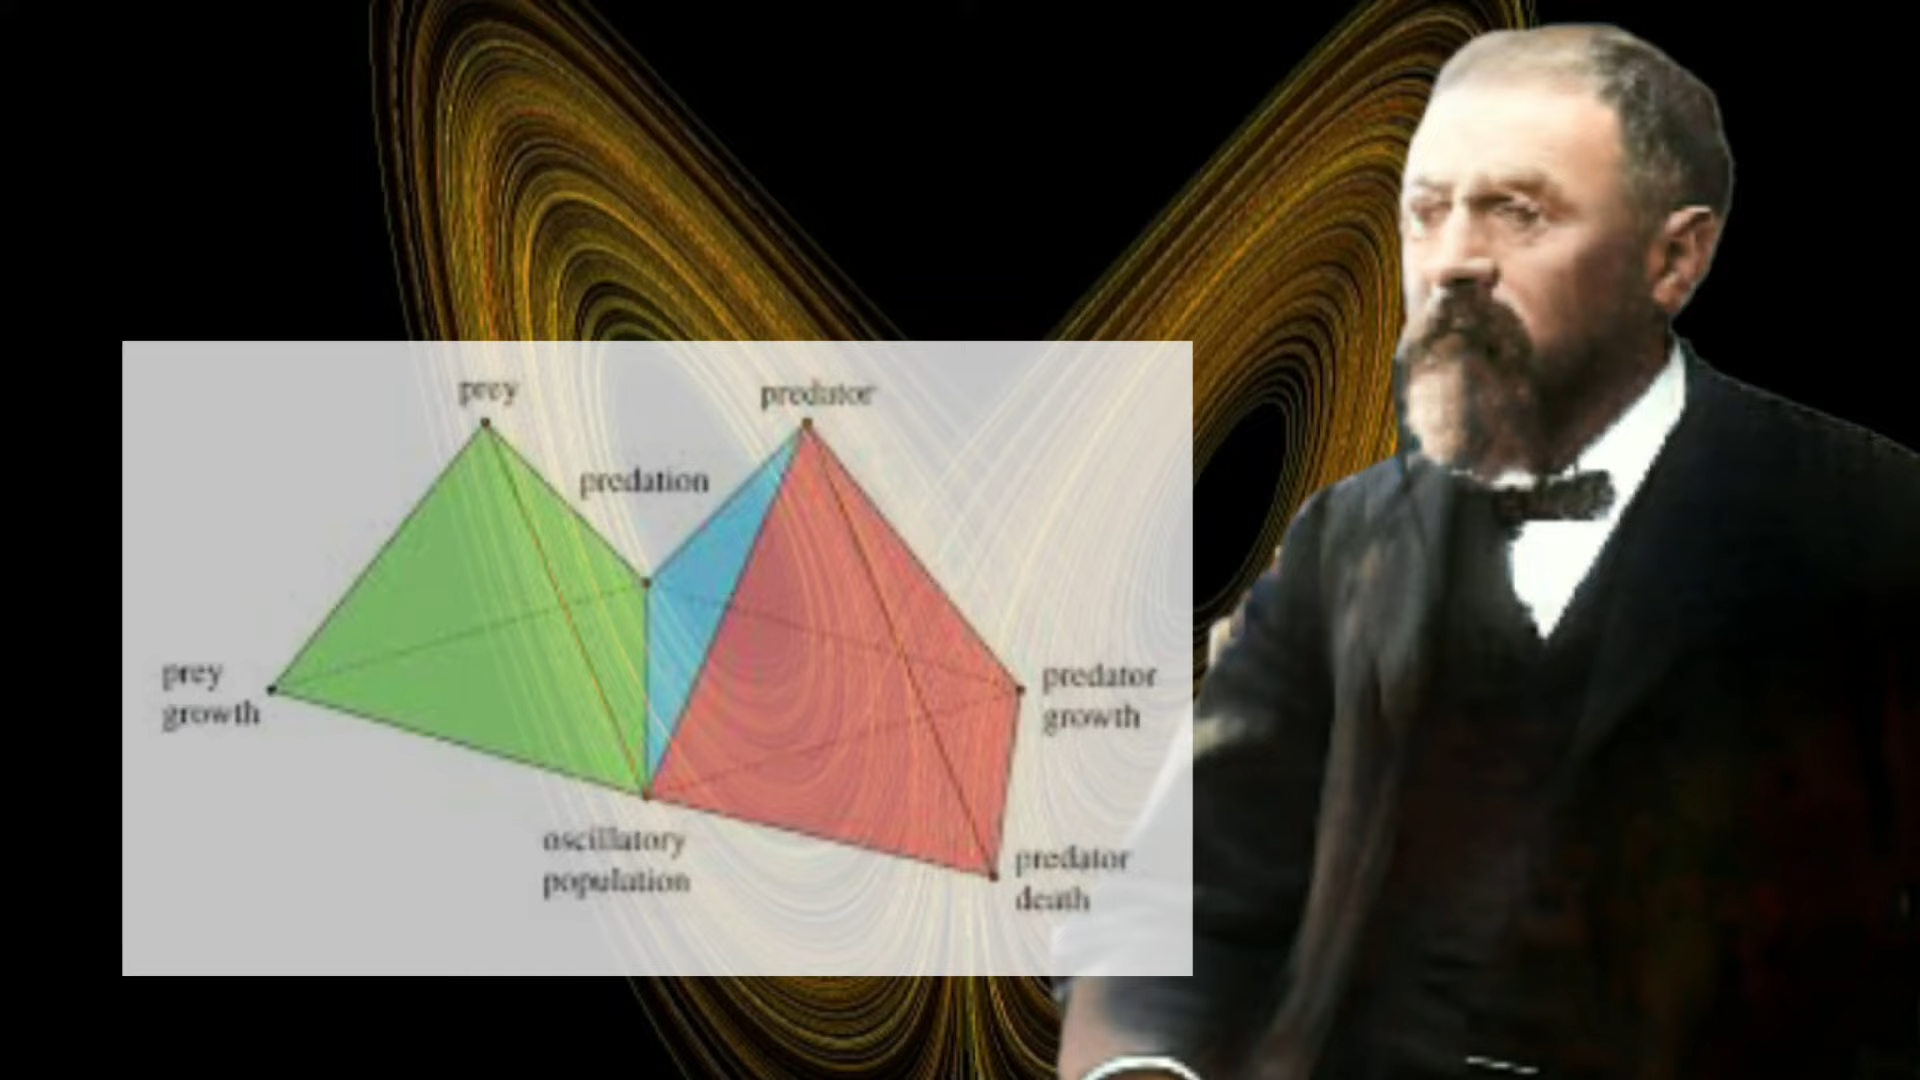 prey
predator
predation
prey
growth
predator
growth
oscillatory
population
predator
death